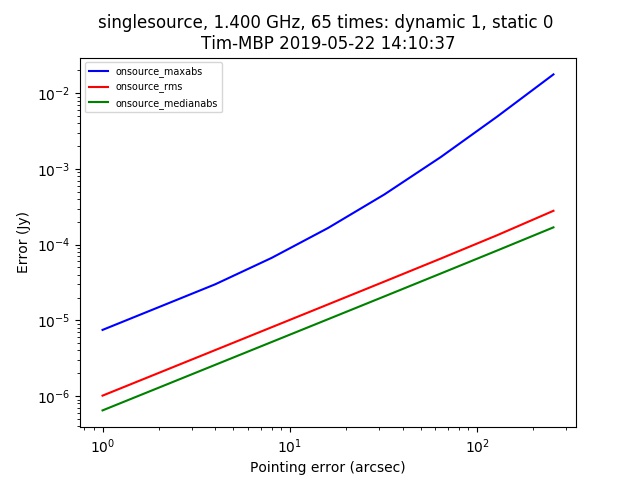 singlesource, 1.400 GHz, 65 times: dynamic 1, static 0
Tim-MBP 2019-05-22 14:10:37
onsource_maxabs
onsource_rms
onsource_medianabs
Error (Jy)
10⁻²
10⁻³
10⁻⁴
10⁻⁵
10⁻⁶
10⁰ 10¹ 10²
Pointing error (arcsec)